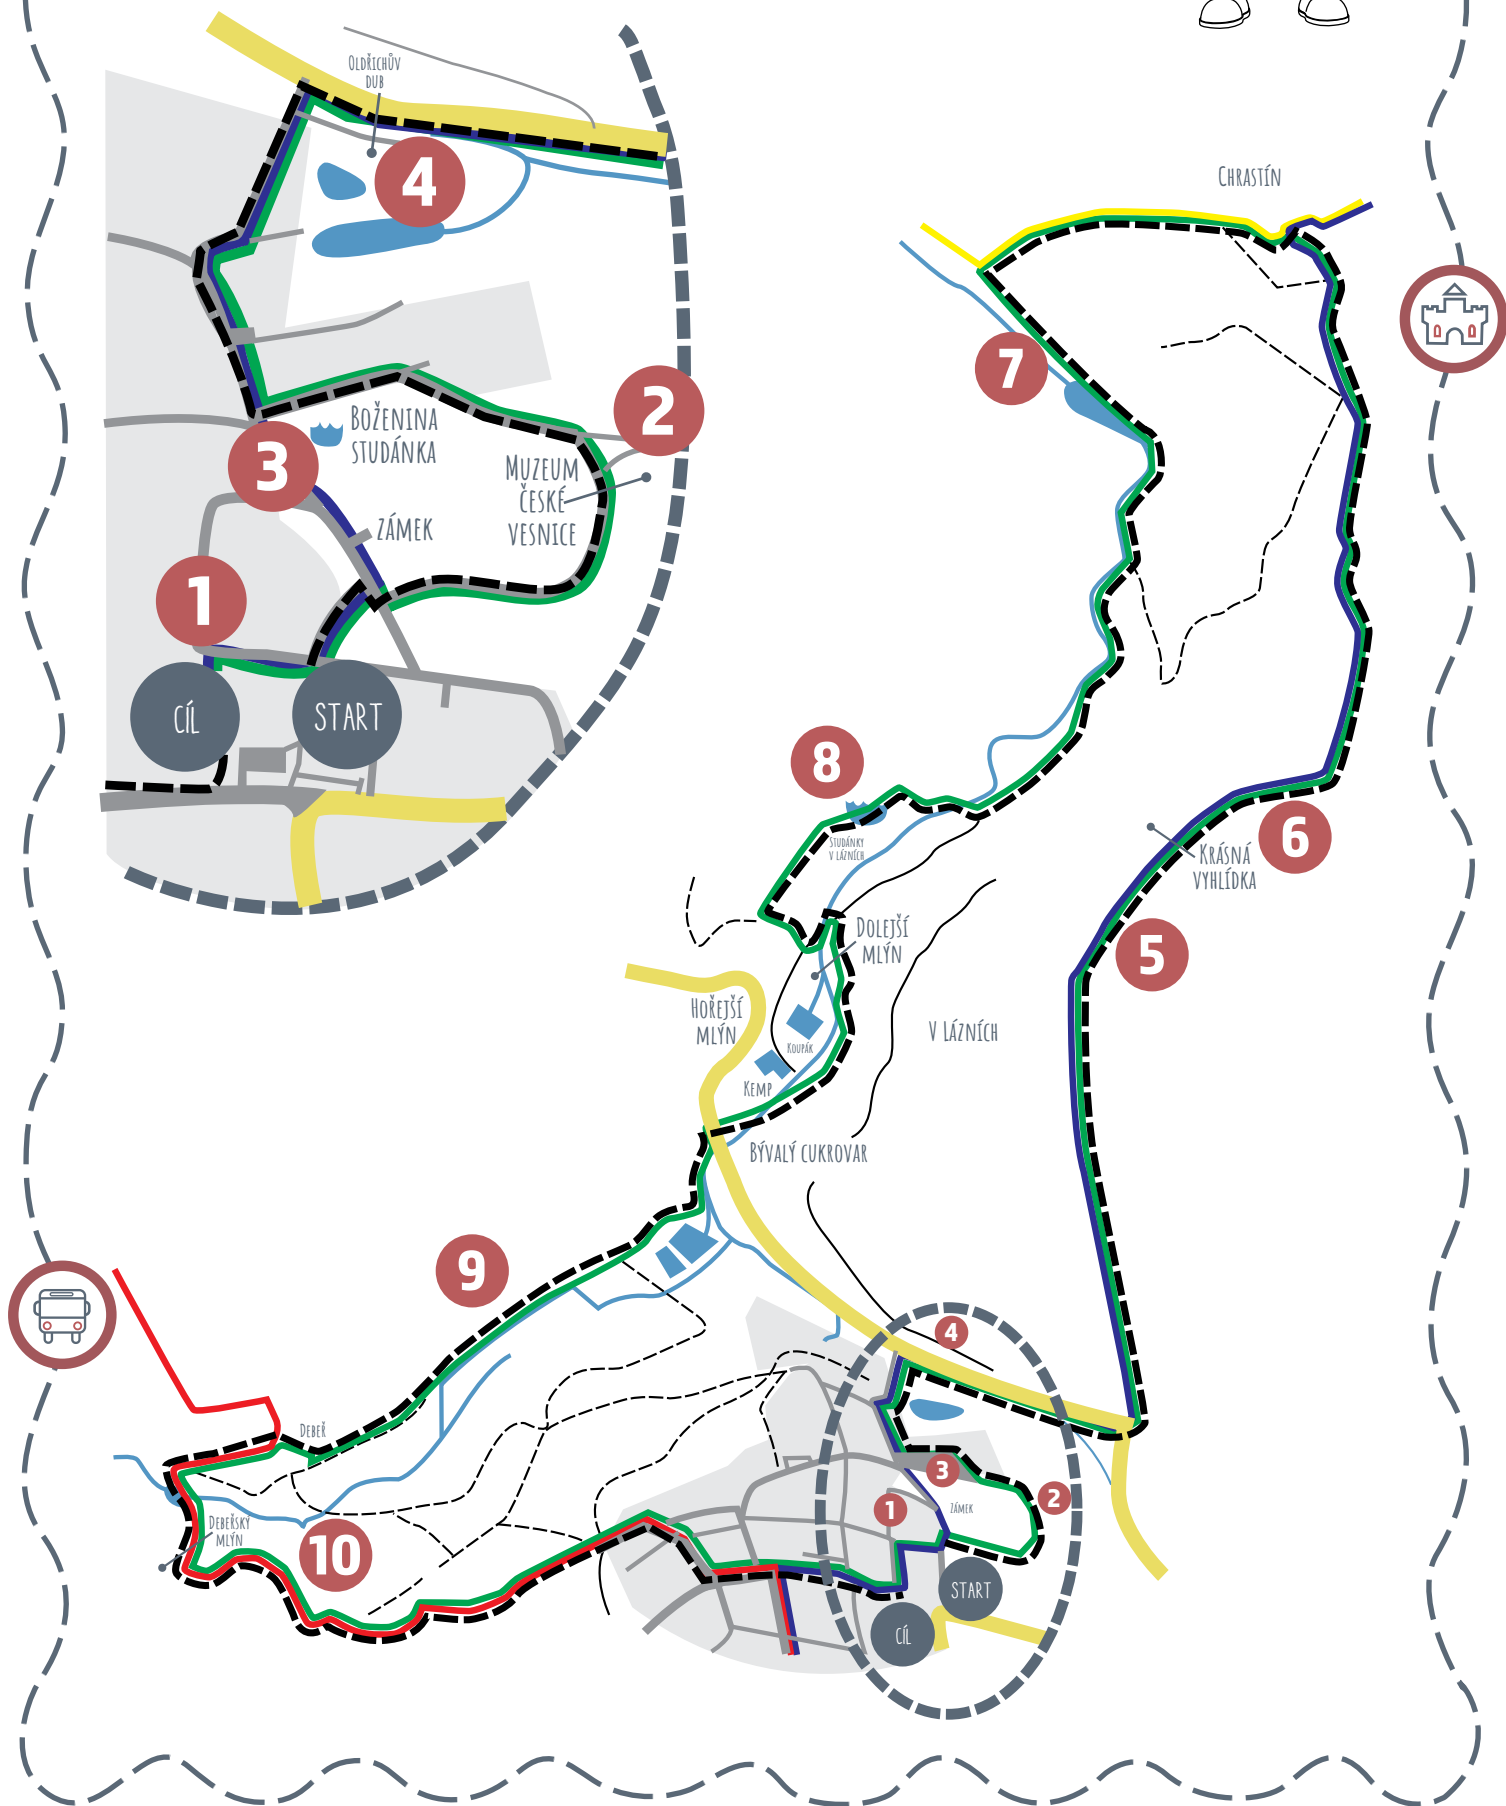 OLDŘICHŮV
DUB
4
CHRASTÍN
7
2
BOŽENINA
STUDÁNKA
3
MUZEUM
ČESKÉ
VESNICE
ZÁMEK
1
CÍL
START
8
STUDÁNKY
V LÁZNÍCH
6
KRÁSNÁ
VYHLÍDKA
5
DOLEJŠÍ
MLÝN
HOŘEJŠÍ
MLÝN
V LÁZNÍCH
KOUPÁK
KEMP
BÝVALÝ CUKROVAR
9
4
DEBEŘ
3
2
1
ZÁMEK
DEBEŘSKÝ
MLÝN
10
START
CÍL